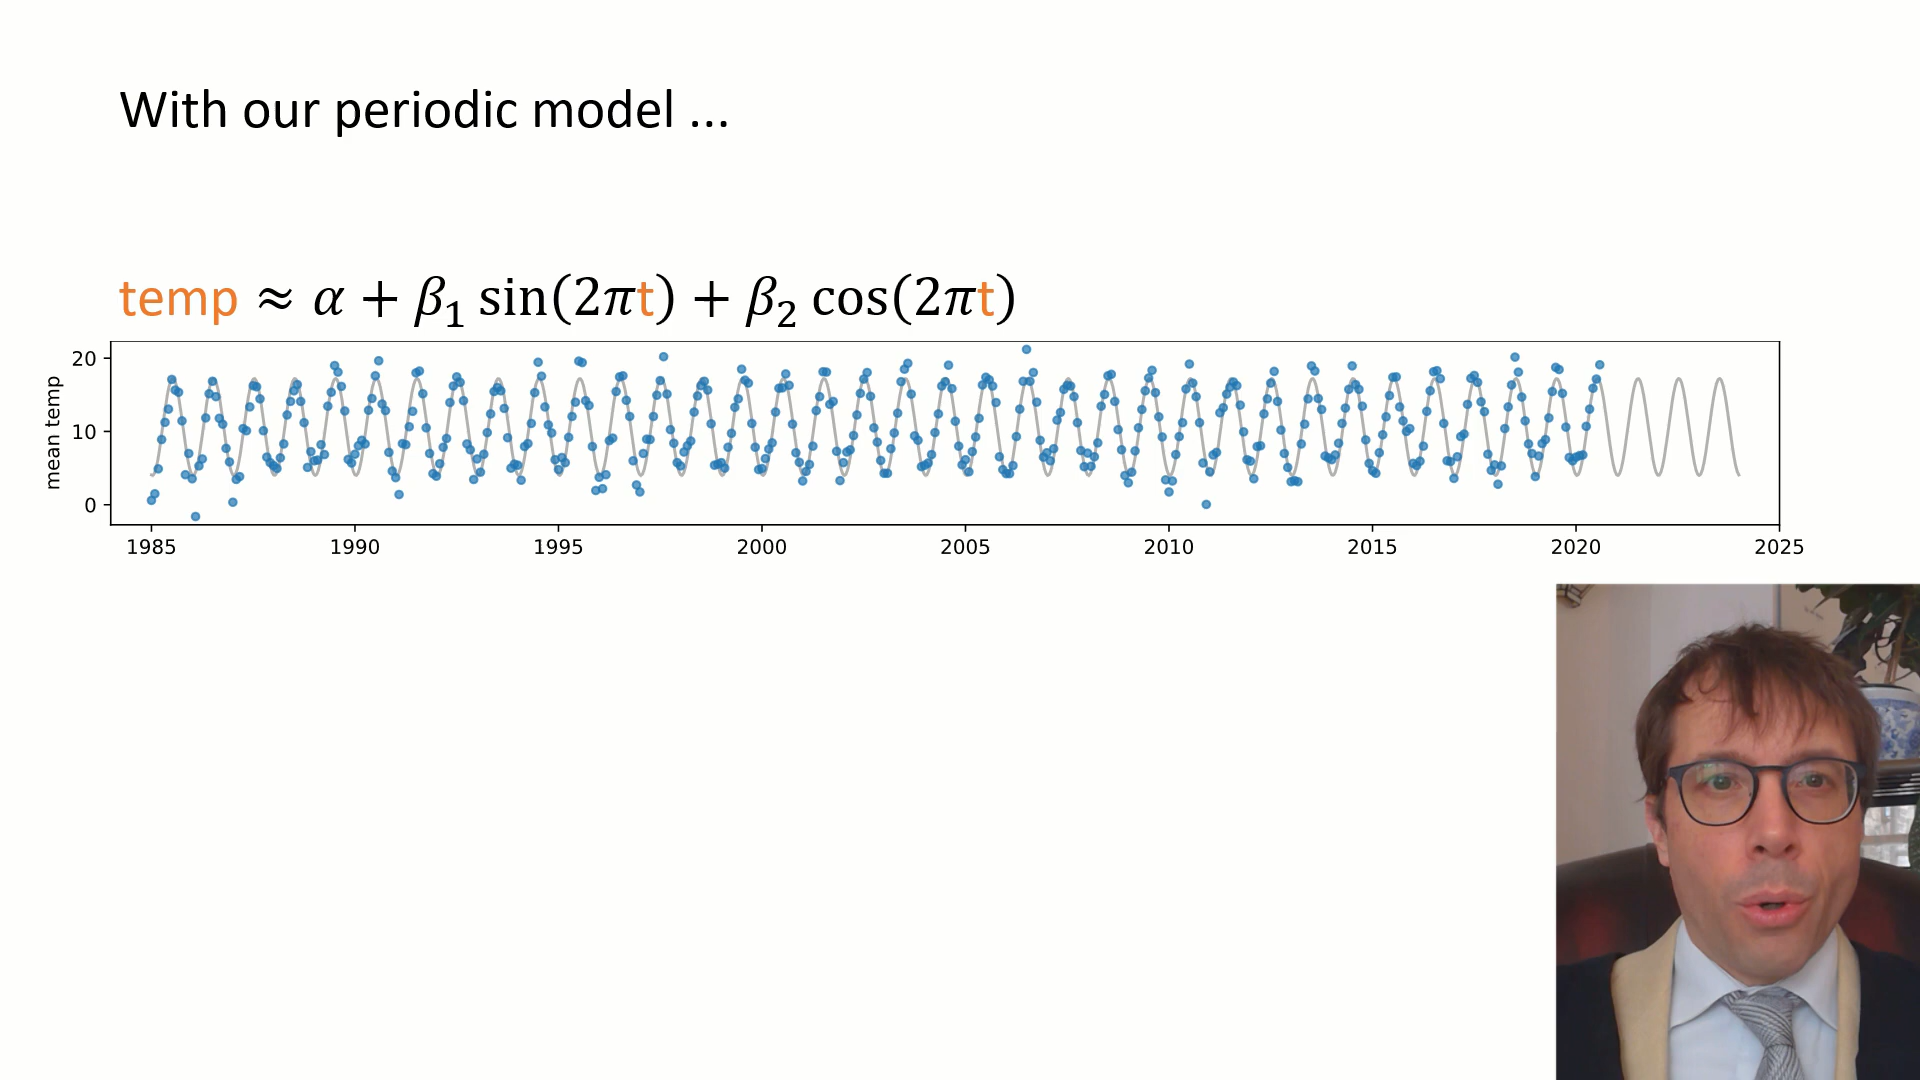 With our periodic model ...
temp ≈ α + β₁ sin(2πt) + β₂ cos(2πt)
mean temp
20
10
0
1985 1990 1995 2000 2005 2010 2015 2020 2025